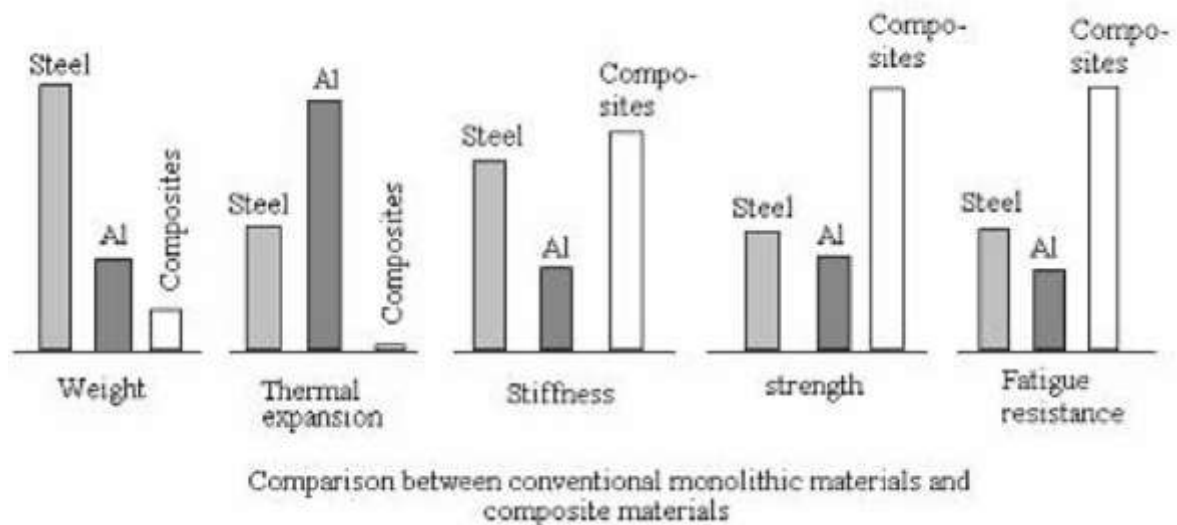 Steel
Al
Composites
Weight
Steel
Al
Composites
Thermal
expansion
Steel
Al
Compo-
sites
Stiffness
Steel
Al
Compo-
sites
strength
Steel
Al
Compo-
sites
Fatigue
resistance
Comparison between conventional monolithic materials and
composite materials